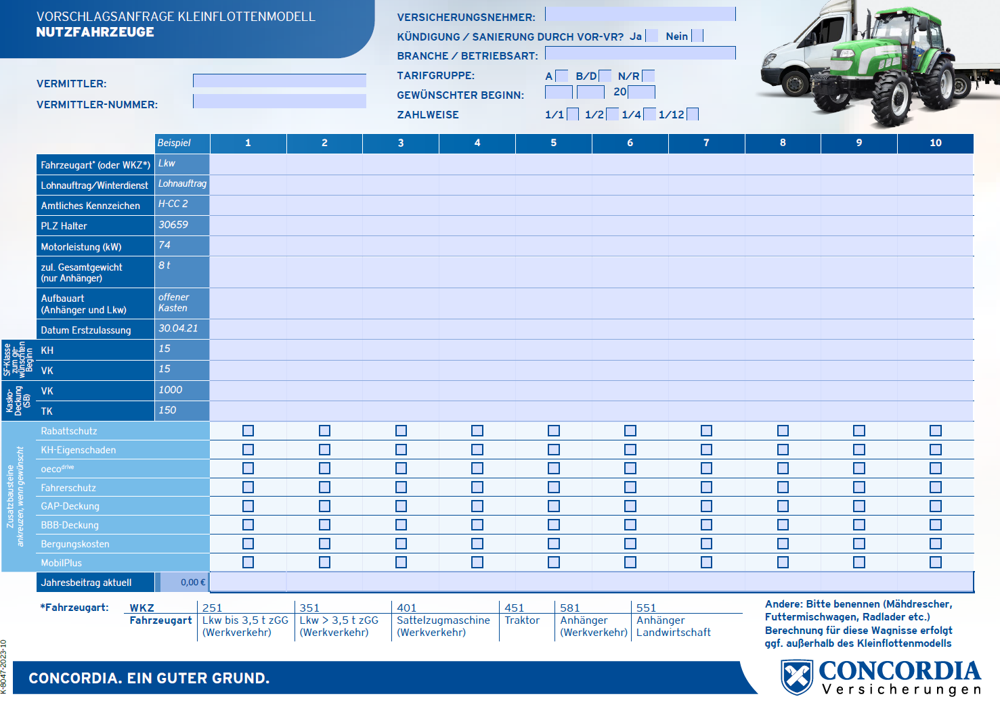 VORSCHLAGSANFRAGE KLEINFLOTTENMODELL
NUTZFAHRZEUGE
VERMITTLER:
VERMITTLER-NUMMER:
VERSICHERUNGSNEHMER:
KÜNDIGUNG / SANIERUNG DURCH VOR-VR? Ja Nein
BRANCHE / BETRIEBSART:
TARIFGRUPPE: A B/D N/R
GEWÜNSCHTER BEGINN: 20
ZAHLWEISE 1/1 1/2 1/4 1/12
Beispiel 1 2 3 4 5 6 7 8 9 10
Fahrzeugart* (oder WKZ*) Lkw
Lohnauftrag/Winterdienst Lohnauftrag
Amtliches Kennzeichen H-CC 2
PLZ Halter 30659
Motorleistung (kW) 74
zul. Gesamtgewicht 8 t
(nur Anhänger)
Aufbauart offener
(Anhänger und Lkw) Kasten
Datum Erstzulassung 30.04.21
SF-Klasse
zum ge-
wünschten
Beginn
KH 15
VK 15
Kasko-
Deckung
(SB)
VK 1000
TK 150
Zusatzbausteine
ankreuzen, wenn gewünscht
Rabattschutz
KH-Eigenschaden
oecodrive
Fahrerschutz
GAP-Deckung
BBB-Deckung
Bergungskosten
MobilPlus
Jahresbeitrag aktuell 0,00 €
*Fahrzeugart: WKZ 251 351 401 451 581 551
Fahrzeugart Lkw bis 3,5 t zGG Lkw > 3,5 t zGG Sattelzugmaschine Traktor Anhänger Anhänger
(Werkverkehr) (Werkverkehr) (Werkverkehr) (Werkverkehr) Landwirtschaft
Andere: Bitte benennen (Mähdrescher,
Futtermischwagen, Radlader etc.)
Berechnung für diese Wagnisse erfolgt
ggf. außerhalb des Kleinflottenmodells
K-8047-2023-10
CONCORDIA. EIN GUTER GRUND.
CONCORDIA
Versicherungen